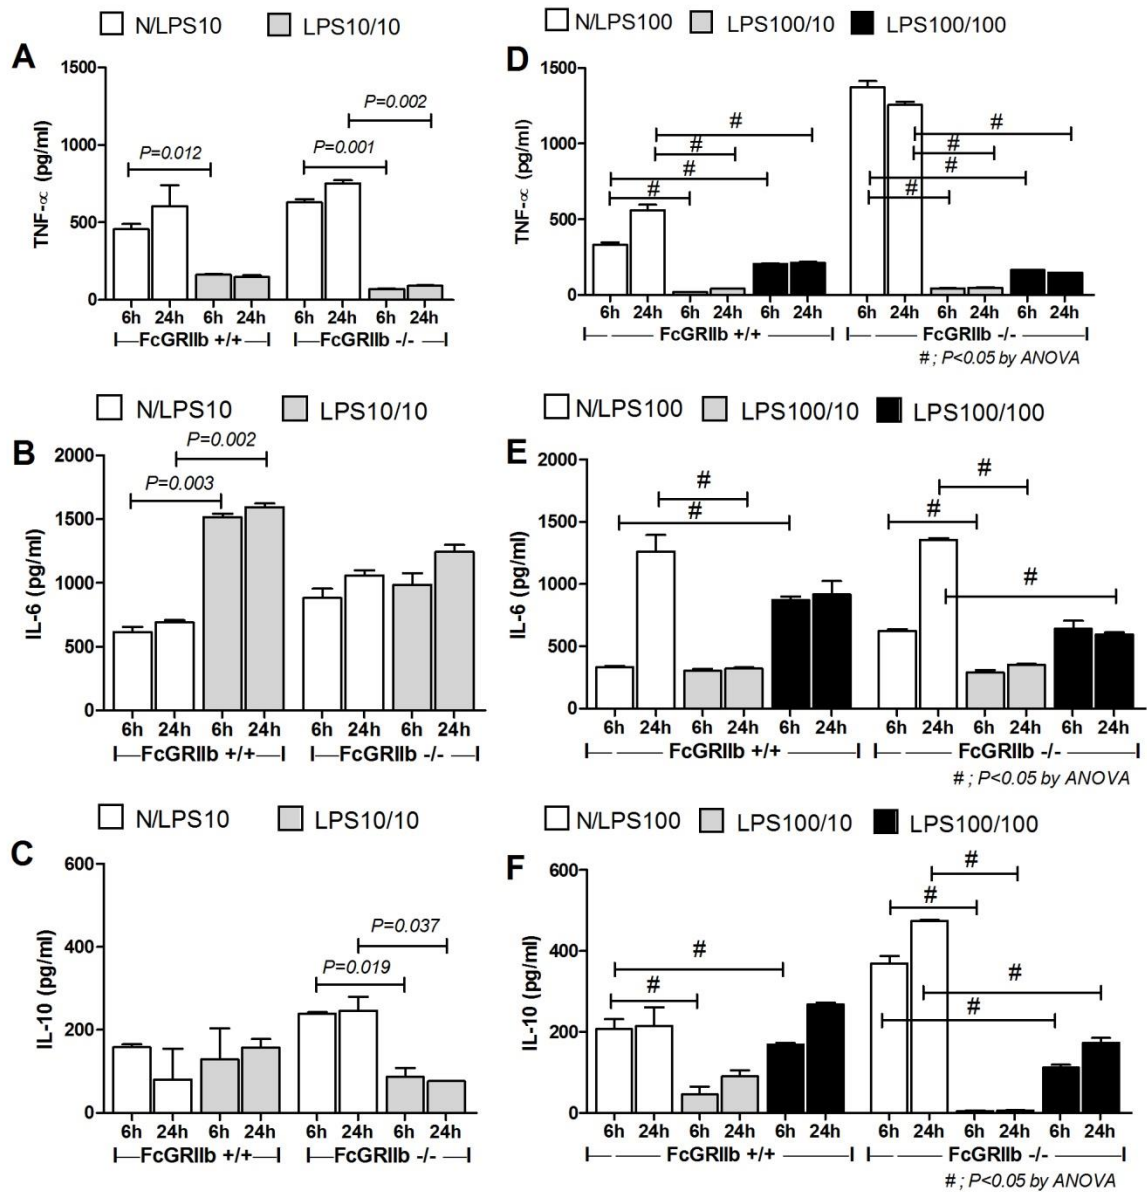 N/LPS10 LPS10/10
A
TNF-∝ (pg/ml)
1500
1000
500
0
P=0.012
P=0.001
P=0.002
6h 24h 6h 24h 6h 24h 6h 24h
FcGRIIb +/+ FcGRIIb -/-
N/LPS100 LPS100/10 LPS100/100
D
TNF-∝ (pg/ml)
1500
1000
500
0
# # # #
# # # #
6h 24h 6h 24h 6h 24h 6h 24h 6h 24h 6h 24h
FcGRIIb +/+ FcGRIIb -/-
# ; P<0.05 by ANOVA
N/LPS10 LPS10/10
B
IL-6 (pg/ml)
2000
1500
1000
500
0
P=0.002
P=0.003
6h 24h 6h 24h 6h 24h 6h 24h
FcGRIIb +/+ FcGRIIb -/-
N/LPS100 LPS100/10 LPS100/100
E
IL-6 (pg/ml)
2000
1500
1000
500
0
# #
# # #
6h 24h 6h 24h 6h 24h 6h 24h 6h 24h 6h 24h
FcGRIIb +/+ FcGRIIb -/-
# ; P<0.05 by ANOVA
N/LPS10 LPS10/10
C
IL-10 (pg/ml)
600
400
200
0
P=0.037
P=0.019
6h 24h 6h 24h 6h 24h 6h 24h
FcGRIIb +/+ FcGRIIb -/-
N/LPS100 LPS100/10 LPS100/100
F
IL-10 (pg/ml)
600
400
200
0
# #
# # # #
6h 24h 6h 24h 6h 24h 6h 24h 6h 24h 6h 24h
FcGRIIb +/+ FcGRIIb -/-
# ; P<0.05 by ANOVA